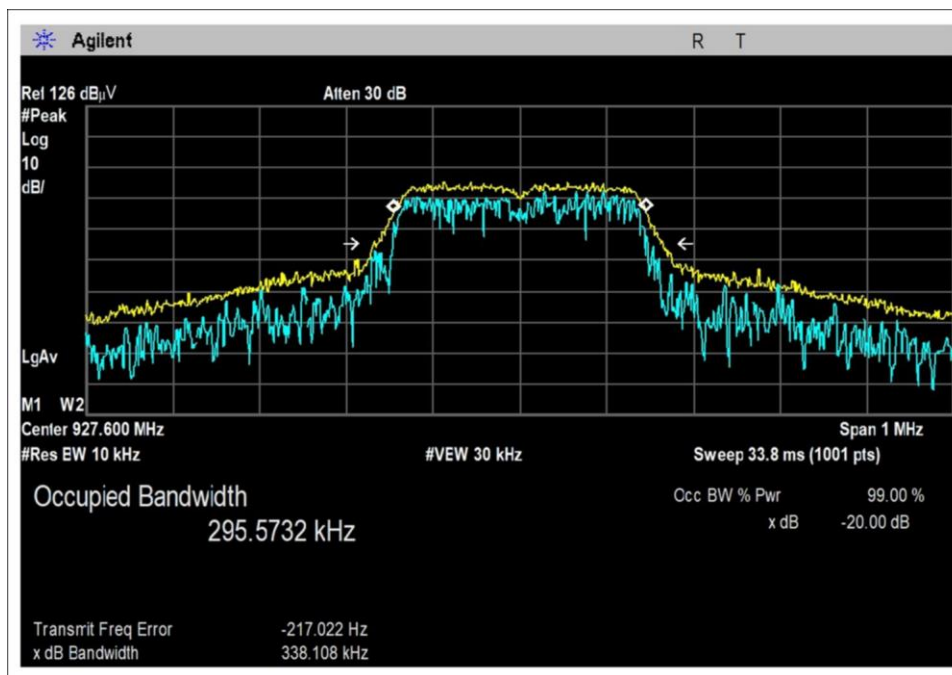 Agilent R T
Rel 126 dBµV Atten 30 dB
#Peak
Log
10
dB/
LgAv
M1 W2
Center 927.600 MHz Span 1 MHz
#Res BW 10 kHz #VEW 30 kHz Sweep 33.8 ms (1001 pts)
Occupied Bandwidth Occ BW % Pwr 99.00 %
295.5732 kHz x dB -20.00 dB
Transmit Freq Error -217.022 Hz
x dB Bandwidth 338.108 kHz